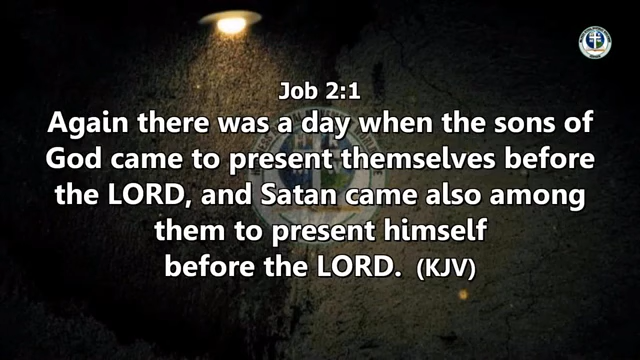 Job 2:1
Again there was a day when the sons of
God came to present themselves before
the LORD, and Satan came also among
them to present himself
before the LORD. (KJV)